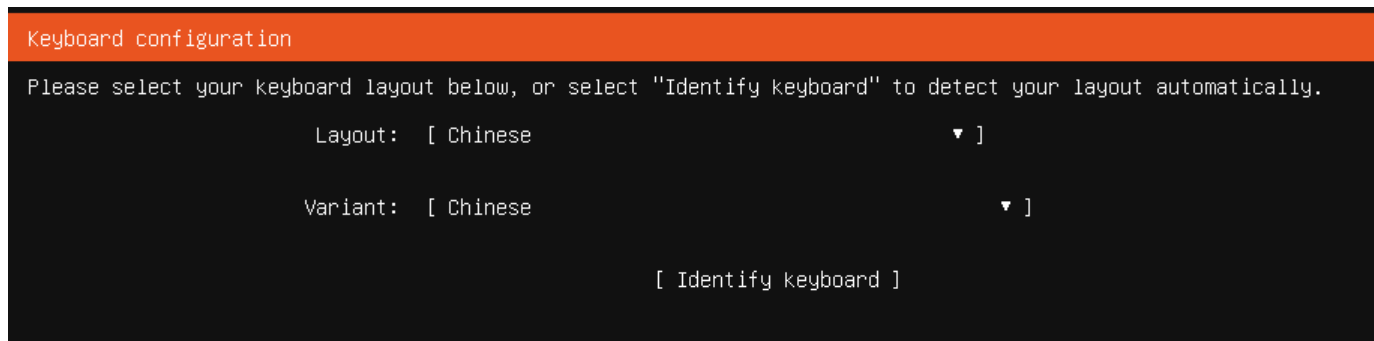 Keyboard configuration
Please select your keyboard layout below, or select "Identify keyboard" to detect your layout automatically.
Layout: [ Chinese ▾ ]
Variant: [ Chinese ▾ ]
[ Identify keyboard ]